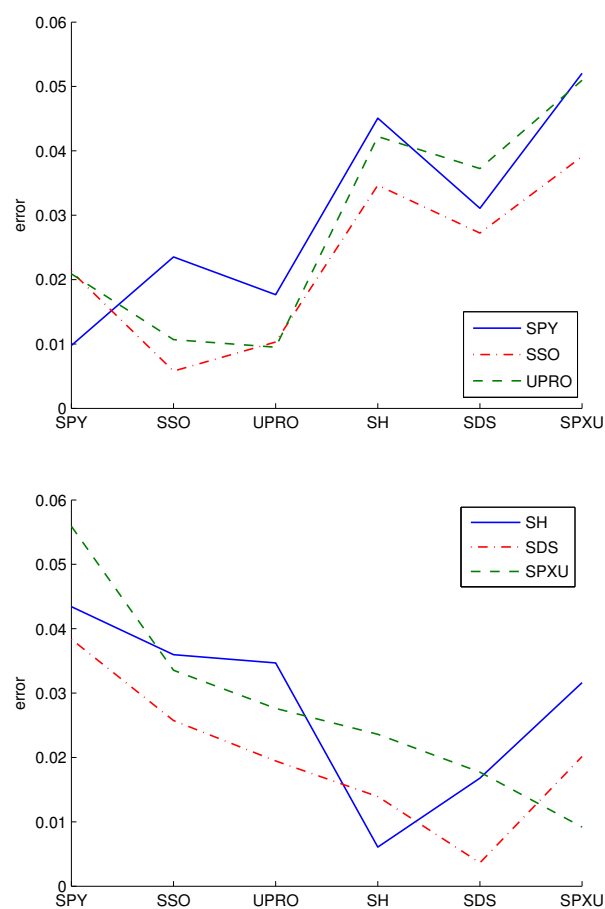 0.06
0.05
0.04
0.03
0.02
0.01
0
error
SPY
SSO
UPRO
SPY SSO UPRO SH SDS SPXU
0.06
0.05
0.04
0.03
0.02
0.01
0
error
SH
SDS
SPXU
SPY SSO UPRO SH SDS SPXU